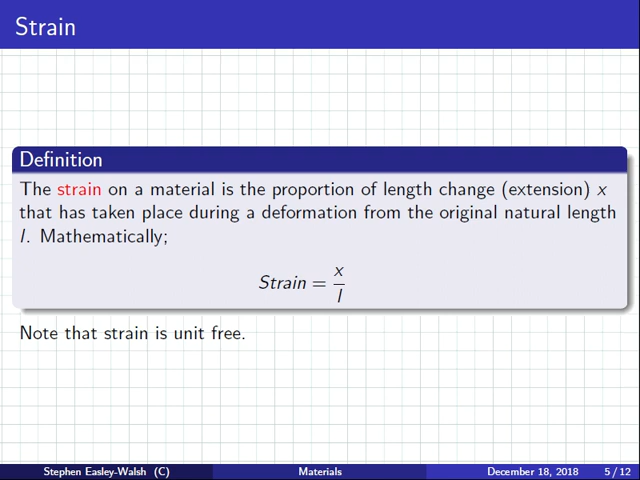 Strain
Definition
The strain on a material is the proportion of length change (extension) x
that has taken place during a deformation from the original natural length
l. Mathematically;
Strain = x/l
Note that strain is unit free.
Stephen Easley-Walsh (C) Materials December 18, 2018 5 / 12